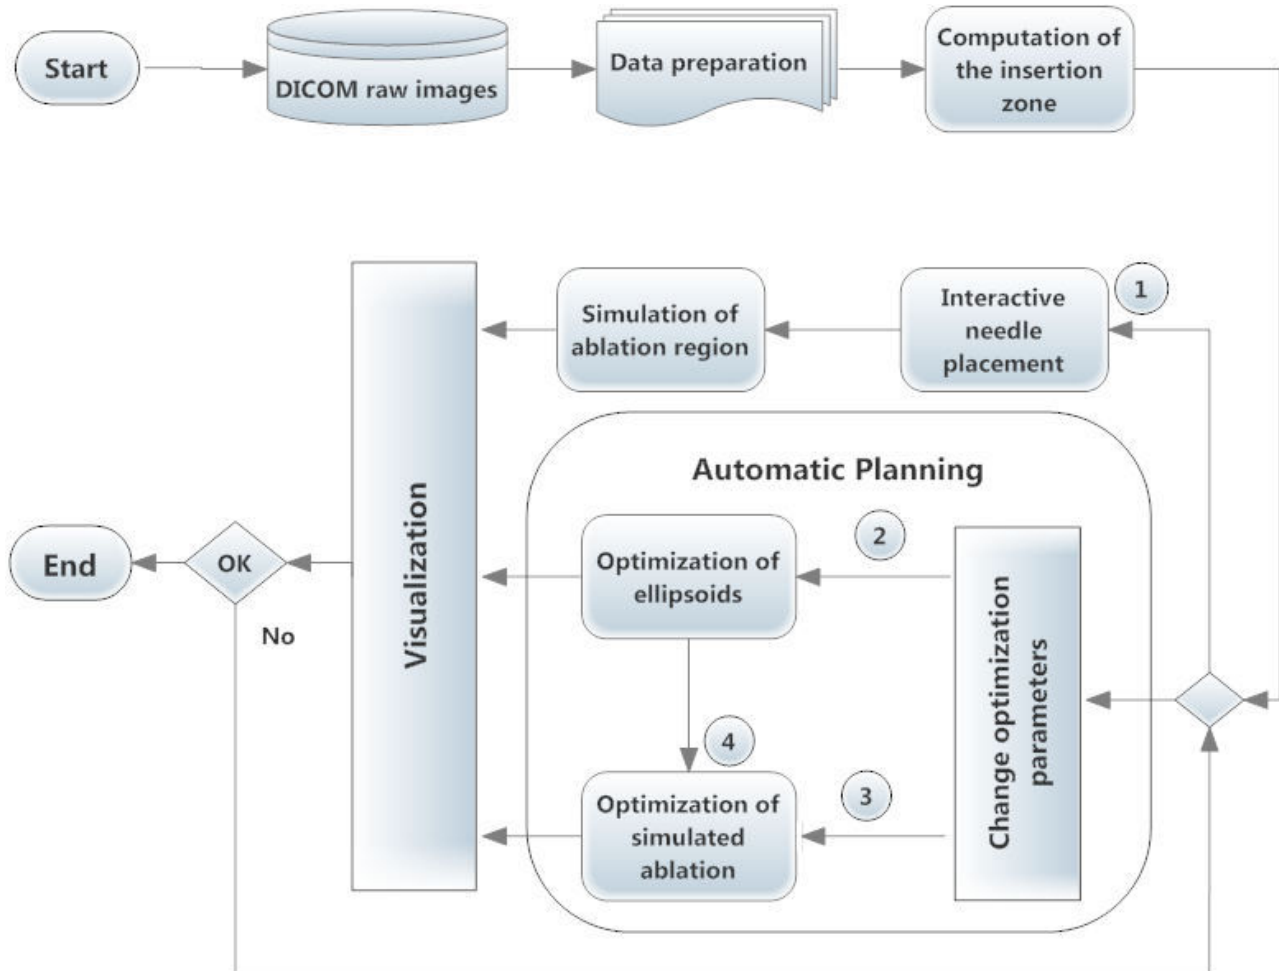 Start
DICOM raw images
Data preparation
Computation of
the insertion
zone
Simulation of
ablation region
Interactive
needle
placement
1
Automatic Planning
Visualization
End
OK
No
Optimization of
ellipsoids
2
Change optimization
parameters
4
Optimization of
simulated
ablation
3